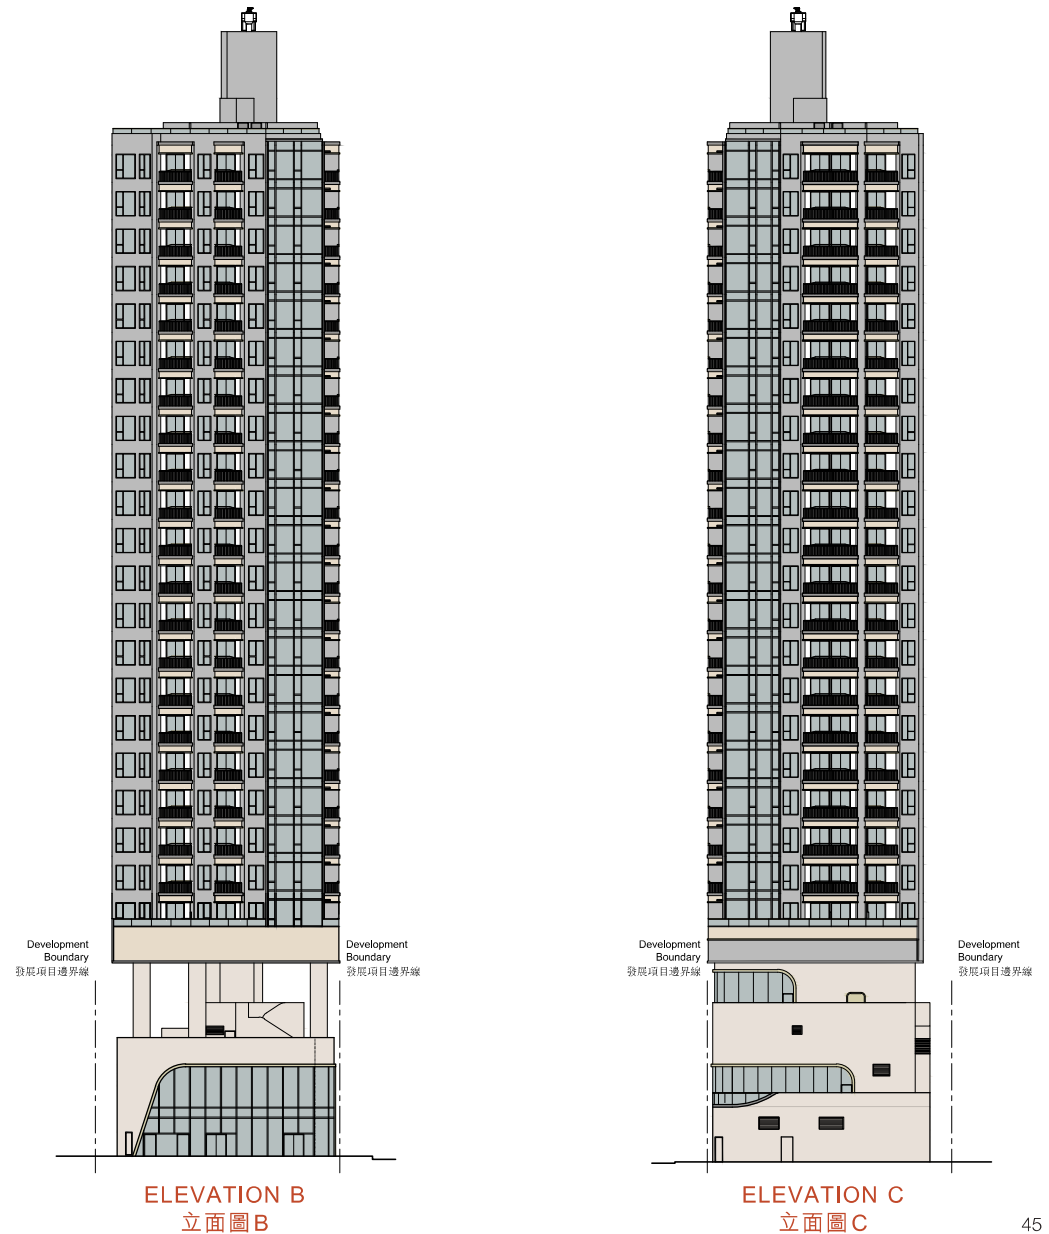 Development
Boundary
發展項目邊界線
Development
Boundary
發展項目邊界線
Development
Boundary
發展項目邊界線
Development
Boundary
發展項目邊界線
ELEVATION B
立面圖B
ELEVATION C
立面圖C
45